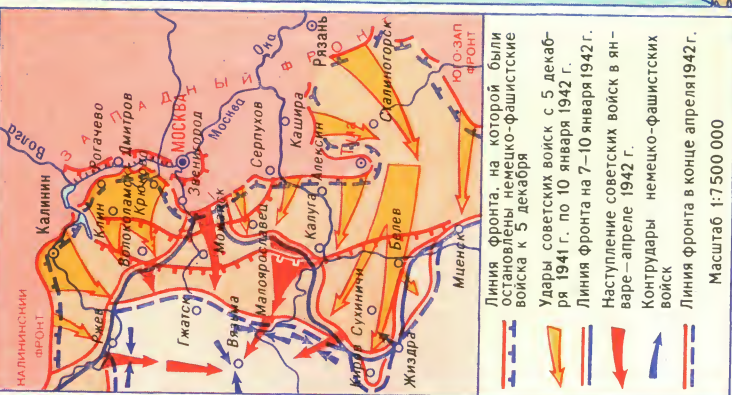 КАЛИНИНСКИЙ
ФРОНТ
ЗАПАДНЫЙ ФРОНТ
ЮГО-ЗАП
ФРОНТ
Волга
Калинин
Рогачево
Дмитров
Клин
Волоколамск
Крюково
МОСКВА
Звенигород
Москва
Ока
Рязань
Ржев
Можайск
Серпухов
Кашира
Гжатск
Малоярославец
Алексин
Тула
Сталиногорск
Вязьма
Калуга
Киров
Сухиничи
Белев
Жиздра
Мценск
Линия фронта, на которой были
остановлены немецко-фашистские
войска к 5 декабря
Удары советских войск с 5 декаб-
ря 1941 г. по 10 января 1942 г.
Линия фронта на 7–10 января 1942 г.
Наступление советских войск в ян-
варе–апреле 1942 г.
Контрудары немецко-фашистских
войск
Линия фронта в конце апреля 1942 г.
Масштаб 1:7 500 000